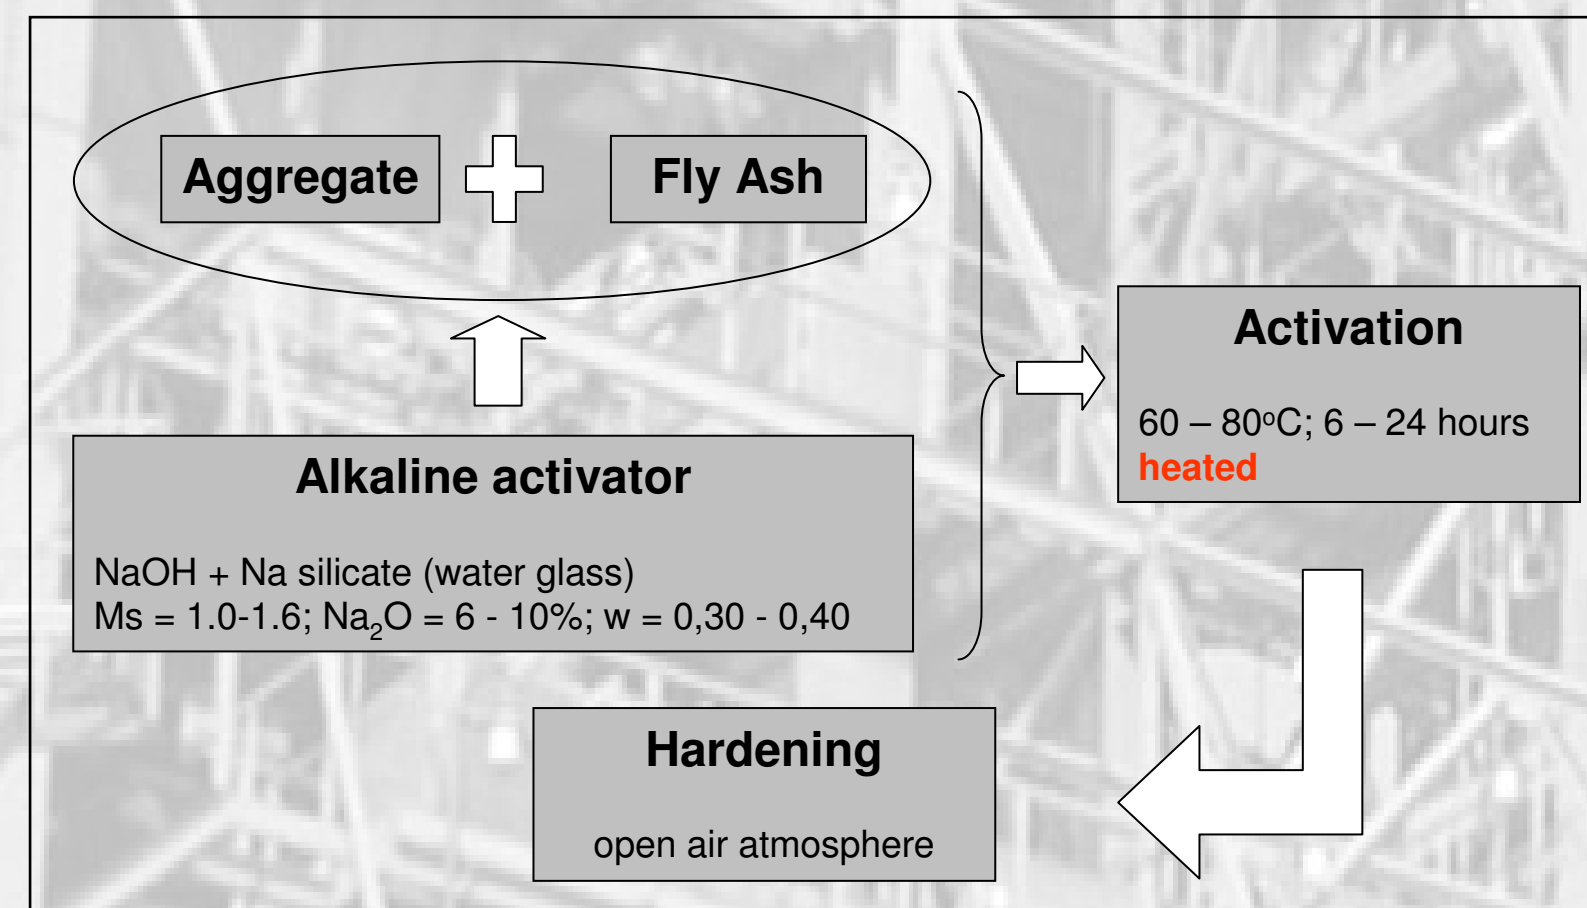 Aggregate
Fly Ash
Alkaline activator
NaOH + Na silicate (water glass)
Ms = 1.0-1.6; Na₂O = 6 - 10%; w = 0,30 - 0,40
Activation
60 – 80ºC; 6 – 24 hours
heated
Hardening
open air atmosphere